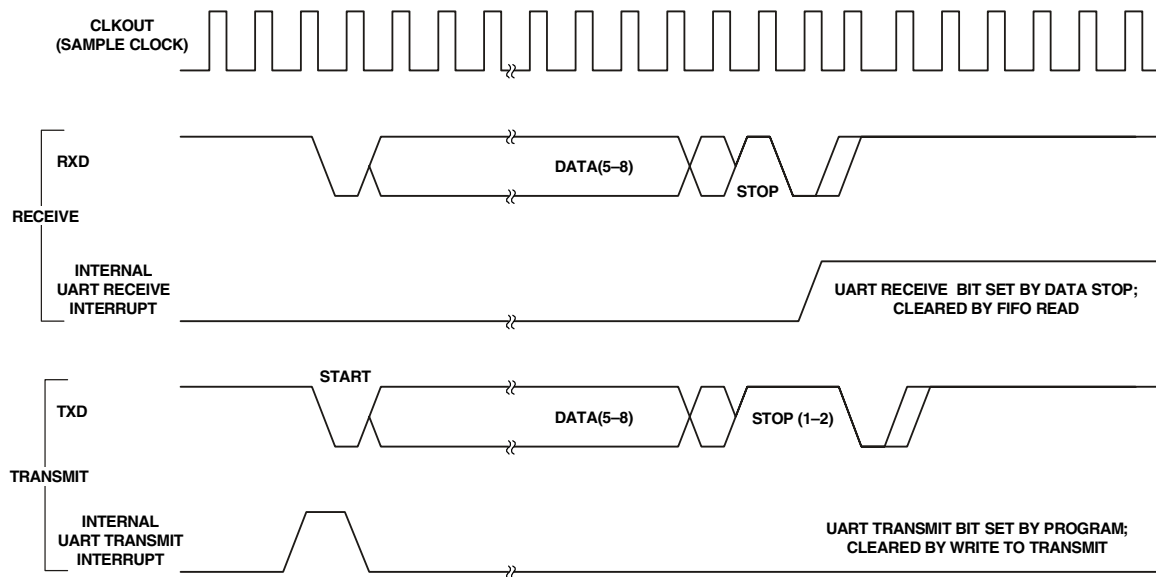 CLKOUT
(SAMPLE CLOCK)
RXD
DATA(5–8)
STOP
RECEIVE
INTERNAL
UART RECEIVE
INTERRUPT
UART RECEIVE BIT SET BY DATA STOP;
CLEARED BY FIFO READ
START
TXD
DATA(5–8)
STOP (1–2)
TRANSMIT
INTERNAL
UART TRANSMIT
INTERRUPT
UART TRANSMIT BIT SET BY PROGRAM;
CLEARED BY WRITE TO TRANSMIT